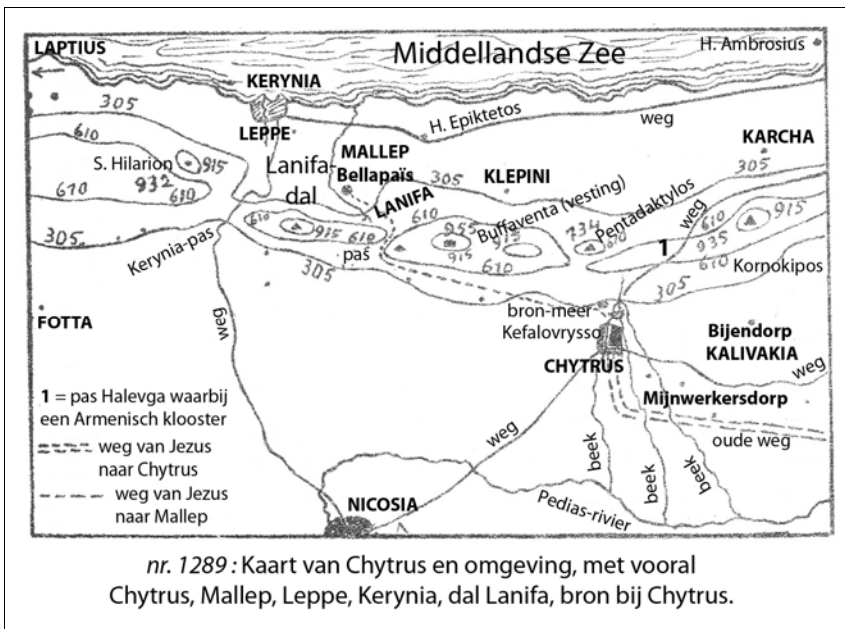 LAPTIUS
Middellandse Zee
H. Ambrosius
KERYNIA
305
H. Epiktetos
weg
LEPPE
610
KARCHA
S. Hilarion
915
Lanifa-
dal
MALLEP
Bellapaïs
305
KLEPINI
305
932
610
610
LANIFA
610
Buffaventa (vesting)
Pentadaktylos
weg
610
915
Kerynia-pas
610
915
610
pas
915
955
915
734
610
1
935
305
305
610
610
Kornokipos
305
FOTTA
weg
bron-meer
Kefalovrysso
Bijendorp
KALIVAKIA
CHYTRUS
weg
1 = pas Halevga waarbij
een Armenisch klooster
Mijnwerkersdorp
weg van Jezus
naar Chytrus
weg
oude weg
weg van Jezus
naar Mallep
beek
beek
beek
NICOSIA
Pedias-rivier
nr. 1289 : Kaart van Chytrus en omgeving, met vooral
Chytrus, Mallep, Leppe, Kerynia, dal Lanifa, bron bij Chytrus.